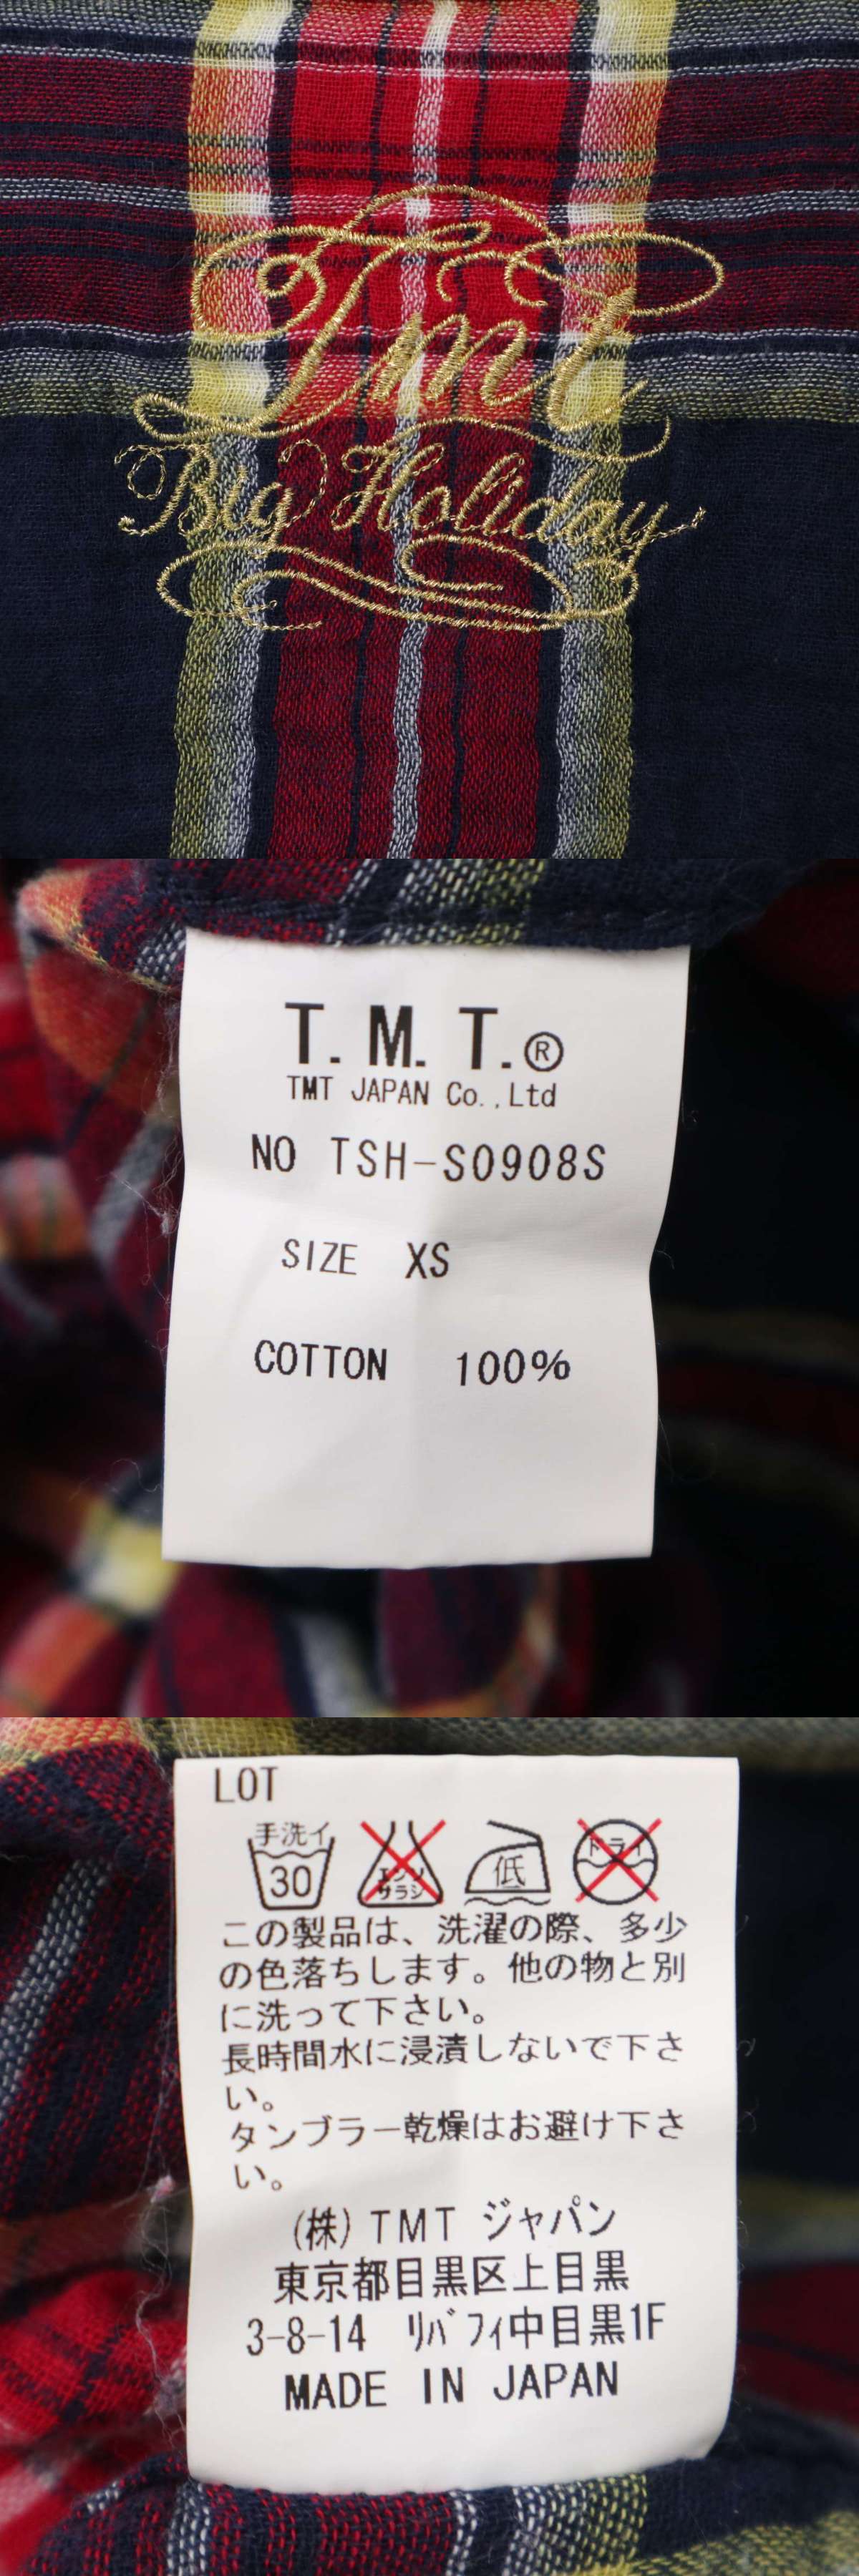 Tmt
Big Holiday
T. M. T.®
TMT JAPAN Co.,Ltd
NO TSH-S0908S
SIZE XS
COTTON 100%
LOT
手洗イ
30
エンソ
サラシ
低
ドライ
この製品は、洗濯の際、多少
の色落ちします。他の物と別
に洗って下さい。
長時間水に浸漬しないで下さ
い。
タンブラー乾燥はお避け下さ
い。
(株) TMT ジャパン
東京都目黒区上目黒
3-8-14 リバフィ中目黒1F
MADE IN JAPAN